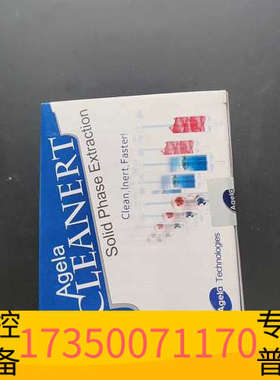 Agela
CLEANERT
Solid Phase Extraction
Clean, Inert, Faster!
Agela Technologies
控 17350071170 专
备 普